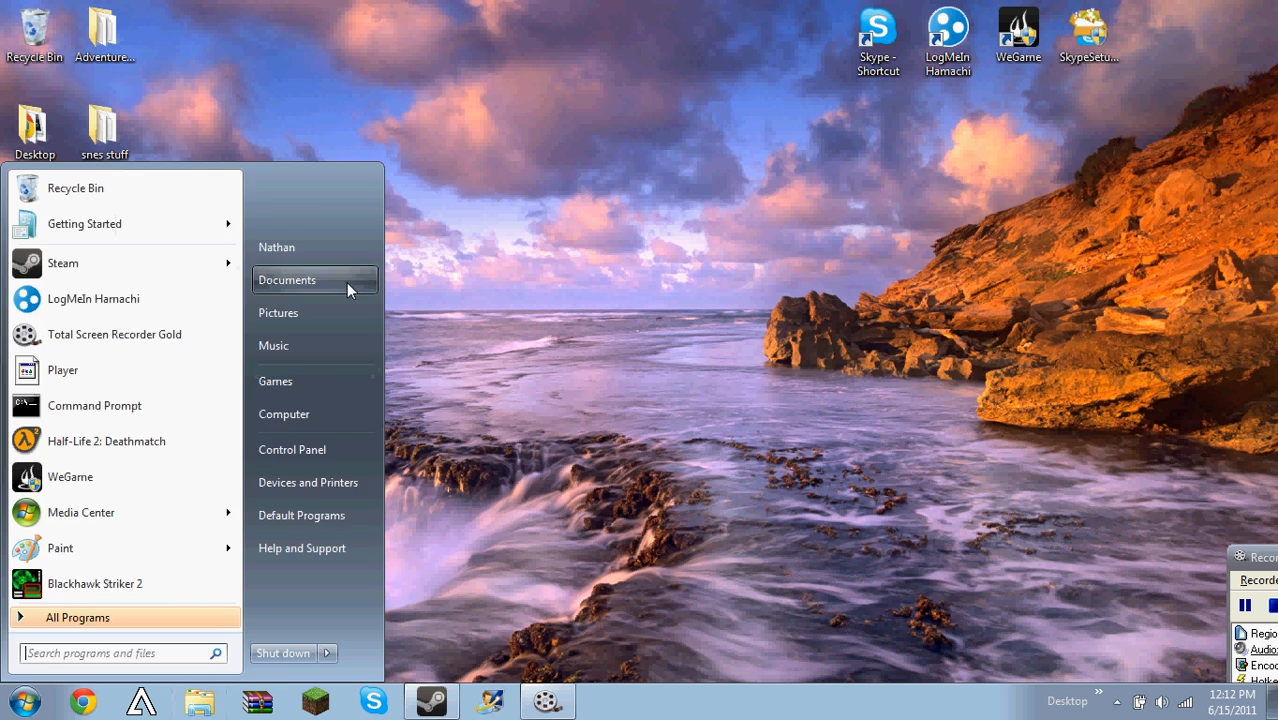 Recycle Bin
Adventure...
Skype -
Shortcut
LogMeIn
Hamachi
WeGame
SkypeSetu...
Desktop
snes stuff
Recycle Bin
Getting Started
Steam
LogMeIn Hamachi
Total Screen Recorder Gold
Player
Command Prompt
Half-Life 2: Deathmatch
WeGame
Media Center
Paint
Blackhawk Striker 2
All Programs
Search programs and files
Nathan
Documents
Pictures
Music
Games
Computer
Control Panel
Devices and Printers
Default Programs
Help and Support
Shut down
Recor
Recorde
Regio
Audio:
Encod
Desktop
»
12:12 PM
6/15/2011